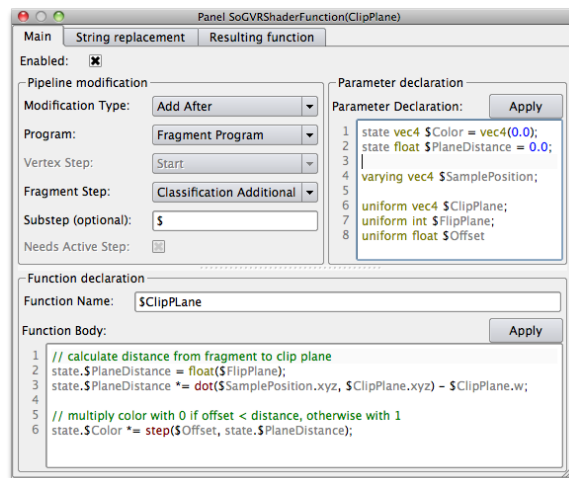 Panel SoGVRShaderFunction(ClipPlane)
Main String replacement Resulting function
Enabled:
Pipeline modification
Modification Type: Add After
Program: Fragment Program
Vertex Step: Start
Fragment Step: Classification Additional
Substep (optional): $
Needs Active Step:
Parameter declaration
Parameter Declaration: Apply
1 state vec4 $Color = vec4(0.0);
2 state float $PlaneDistance = 0.0;
3
4 varying vec4 $SamplePosition;
5
6 uniform vec4 $ClipPlane;
7 uniform int $FlipPlane;
8 uniform float $Offset
Function declaration
Function Name: $ClipPLane
Function Body: Apply
1 // calculate distance from fragment to clip plane
2 state.$PlaneDistance = float($FlipPlane);
3 state.$PlaneDistance *= dot($SamplePosition.xyz, $ClipPlane.xyz) - $ClipPlane.w;
4
5 // multiply color with 0 if offset < distance, otherwise with 1
6 state.$Color *= step($Offset, state.$PlaneDistance);